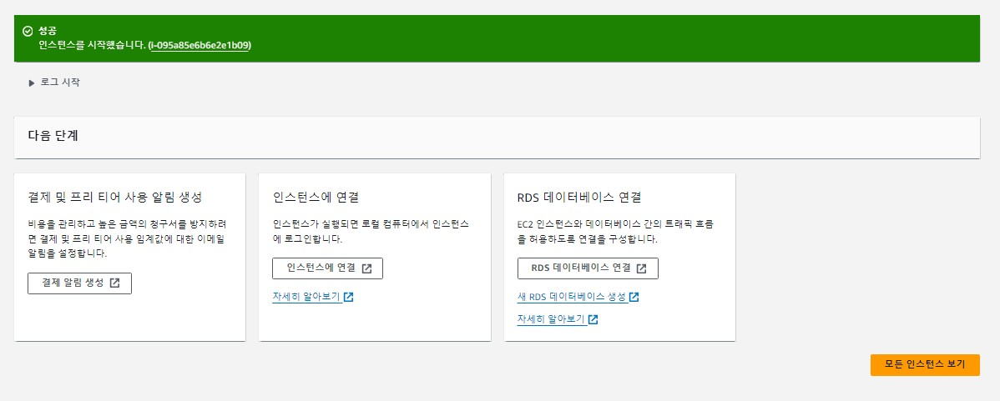 성공
인스턴스를 시작했습니다. (i-095a85e6b6e2e1b09)
로그 시작
다음 단계
결제 및 프리 티어 사용 알림 생성
비용을 관리하고 높은 금액의 청구서를 방지하려
면 결제 및 프리 티어 사용 임계값에 대한 이메일
알림을 설정합니다.
결제 알림 생성
인스턴스에 연결
인스턴스가 실행되면 로컬 컴퓨터에서 인스턴스
에 로그인합니다.
인스턴스에 연결
자세히 알아보기
RDS 데이터베이스 연결
EC2 인스턴스와 데이터베이스 간의 트래픽 흐름
을 허용하도록 연결을 구성합니다.
RDS 데이터베이스 연결
새 RDS 데이터베이스 생성
자세히 알아보기
모든 인스턴스 보기